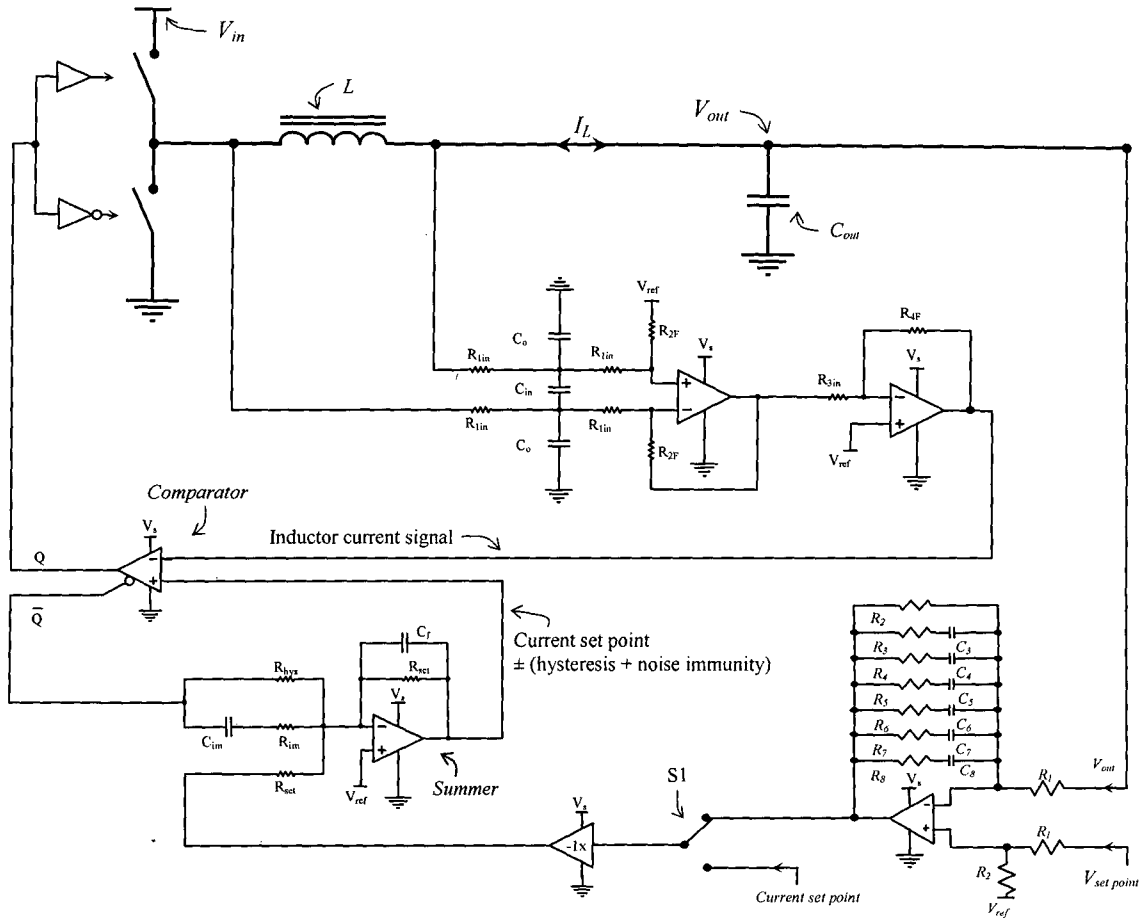 V_in
L
I_L
V_out
C_out
V_ref
R_4F
C_o
R_2F
V_s
V_s
R_1in
R_1in
C_in
R_3in
R_1in
R_1in
C_o
R_2F
V_ref
Comparator
V_s
Inductor current signal
Q
Q̅
Current set point
± (hysteresis + noise immunity)
C_f
R_hys
R_set
V_s
C_im
R_im
V_ref
Summer
R_set
R_2
R_3
C_3
R_4
C_4
R_5
C_5
R_6
C_6
R_7
C_7
R_8
C_8
V_s
R_1
V_out
S1
V_s
-1x
R_1
R_2
V_set point
V_ref
Current set point